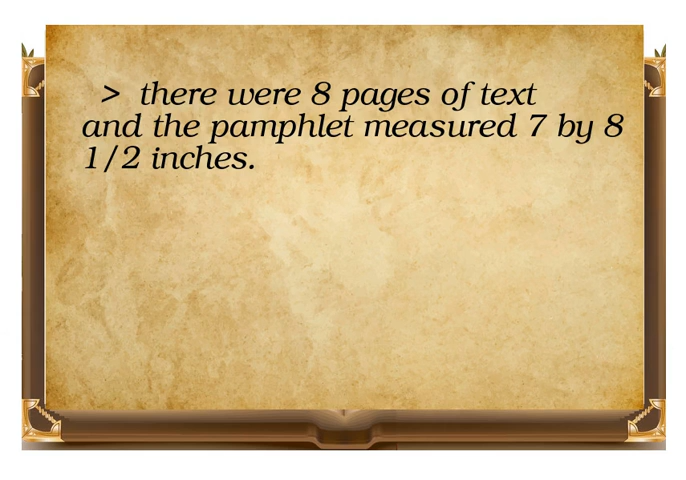 > there were 8 pages of text
and the pamphlet measured 7 by 8
1/2 inches.